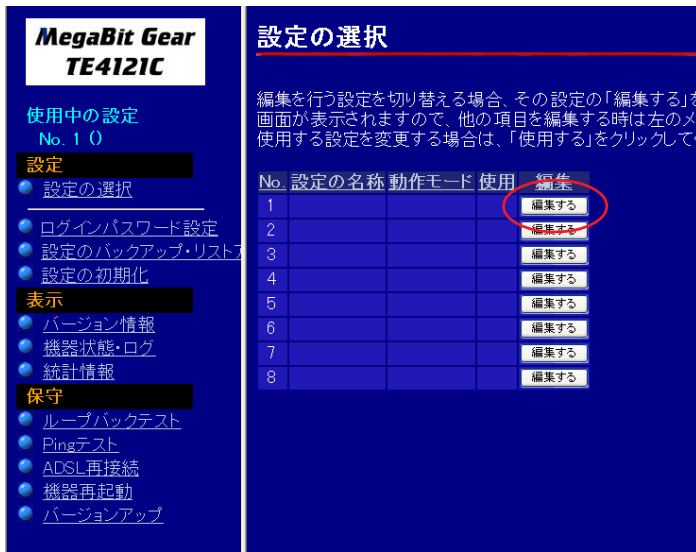 MegaBit Gear
TE4121C
使用中の設定
No. 1 ()
設定
設定の選択
ログインパスワード設定
設定のバックアップ・リストア
設定の初期化
表示
バージョン情報
機器状態・ログ
統計情報
保守
ループバックテスト
Pingテスト
ADSL再接続
機器再起動
バージョンアップ
設定の選択
編集を行う設定を切り替える場合、その設定の「編集する」を
画面が表示されますので、他の項目を編集する時は左のメ
使用する設定を変更する場合は、「使用する」をクリックして
No. 設定の名称 動作モード 使用 編集
1 編集する
2 編集する
3 編集する
4 編集する
5 編集する
6 編集する
7 編集する
8 編集する